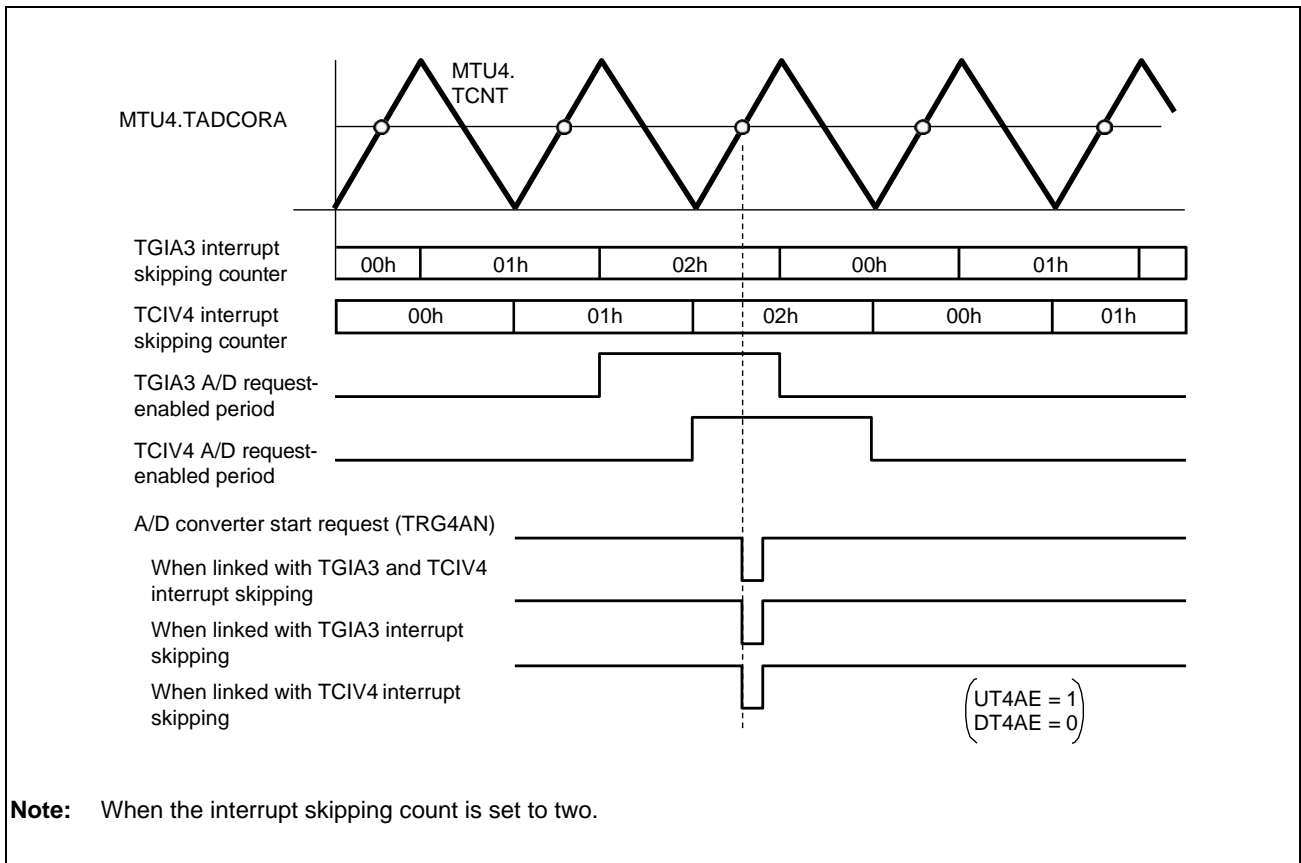 MTU4.
TCNT
MTU4.TADCORA
TGIA3 interrupt
skipping counter
00h 01h 02h 00h 01h
TCIV4 interrupt
skipping counter
00h 01h 02h 00h 01h
TGIA3 A/D request-
enabled period
TCIV4 A/D request-
enabled period
A/D converter start request (TRG4AN)
When linked with TGIA3 and TCIV4
interrupt skipping
When linked with TGIA3 interrupt
skipping
When linked with TCIV4 interrupt
skipping
UT4AE = 1
DT4AE = 0
Note: When the interrupt skipping count is set to two.